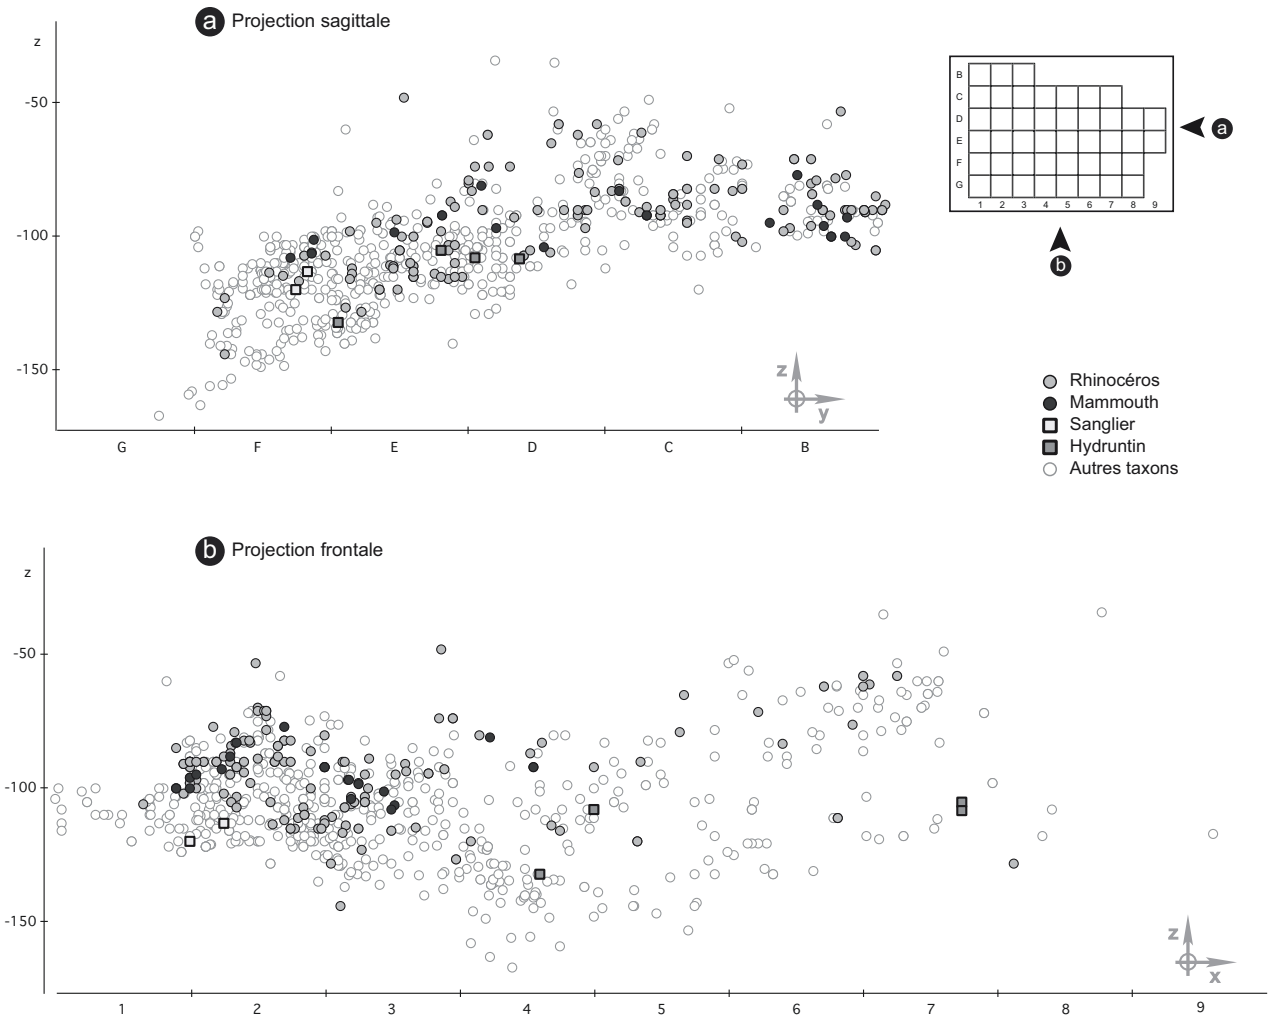 a Projection sagittale
z
-50
-100
-150
z
y
G F E D C B
B
C
D
E
F
G
1 2 3 4 5 6 7 8 9
a
b
Rhinocéros
Mammouth
Sanglier
Hydruntin
Autres taxons
b Projection frontale
z
-50
-100
-150
z
x
1 2 3 4 5 6 7 8 9